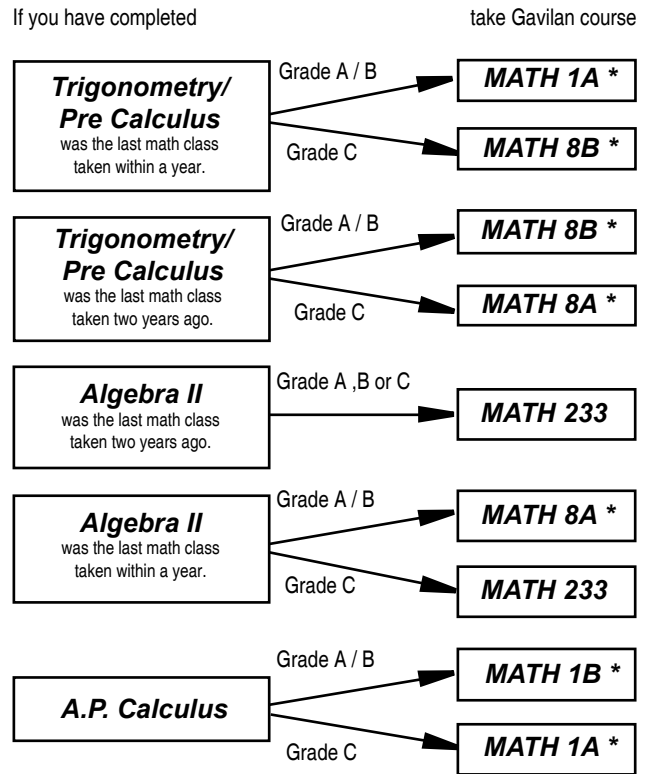 If you have completed
take Gavilan course
Trigonometry/
Pre Calculus
was the last math class
taken within a year.
Grade A / B
MATH 1A *
Grade C
MATH 8B *
Trigonometry/
Pre Calculus
was the last math class
taken two years ago.
Grade A / B
MATH 8B *
Grade C
MATH 8A *
Algebra II
was the last math class
taken two years ago.
Grade A ,B or C
MATH 233
Algebra II
was the last math class
taken within a year.
Grade A / B
MATH 8A *
Grade C
MATH 233
A.P. Calculus
Grade A / B
MATH 1B *
Grade C
MATH 1A *